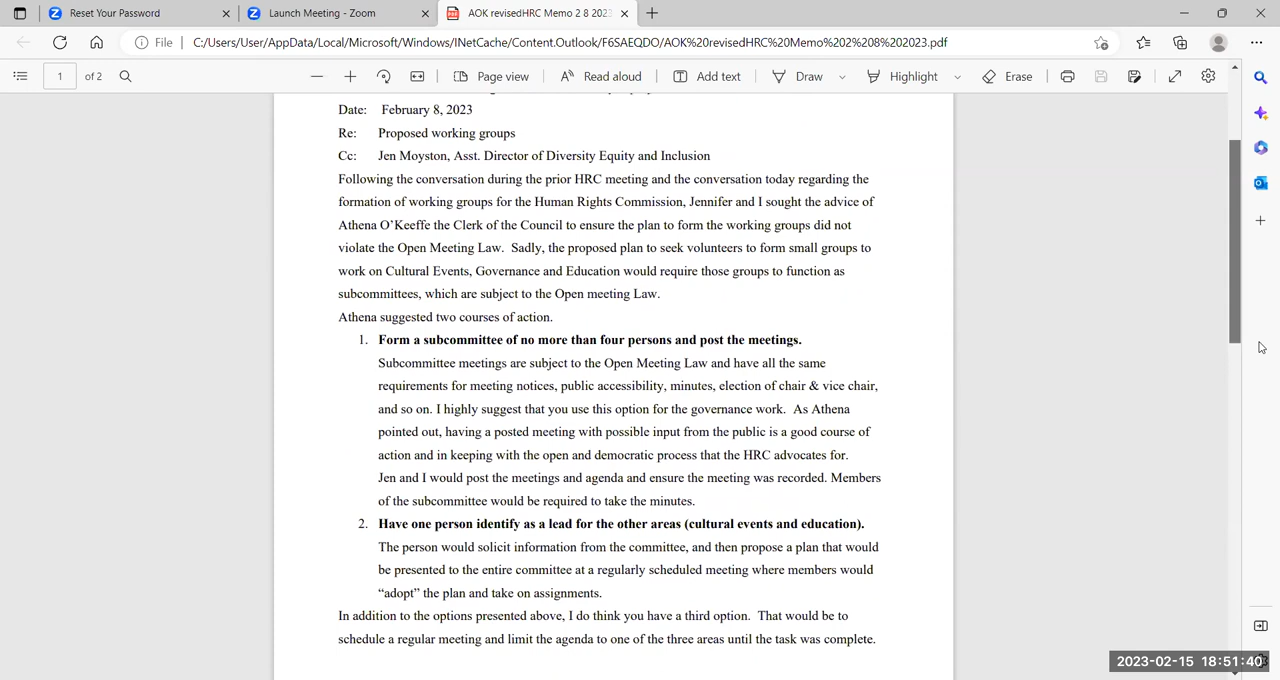 Reset Your Password
Launch Meeting - Zoom
AOK revisedHRC Memo 2 8 2023
File
C:/Users/User/AppData/Local/Microsoft/Windows/INetCache/Content.Outlook/F6SAEQDO/AOK%20revisedHRC%20Memo%202%208%202023.pdf
1 of 2
Page view
Read aloud
Add text
Draw
Highlight
Erase
Date: February 8, 2023
Re: Proposed working groups
Cc: Jen Moyston, Asst. Director of Diversity Equity and Inclusion
Following the conversation during the prior HRC meeting and the conversation today regarding the
formation of working groups for the Human Rights Commission, Jennifer and I sought the advice of
Athena O’Keeffe the Clerk of the Council to ensure the plan to form the working groups did not
violate the Open Meeting Law. Sadly, the proposed plan to seek volunteers to form small groups to
work on Cultural Events, Governance and Education would require those groups to function as
subcommittees, which are subject to the Open meeting Law.
Athena suggested two courses of action.
1. Form a subcommittee of no more than four persons and post the meetings.
Subcommittee meetings are subject to the Open Meeting Law and have all the same
requirements for meeting notices, public accessibility, minutes, election of chair & vice chair,
and so on. I highly suggest that you use this option for the governance work. As Athena
pointed out, having a posted meeting with possible input from the public is a good course of
action and in keeping with the open and democratic process that the HRC advocates for.
Jen and I would post the meetings and agenda and ensure the meeting was recorded. Members
of the subcommittee would be required to take the minutes.
2. Have one person identify as a lead for the other areas (cultural events and education).
The person would solicit information from the committee, and then propose a plan that would
be presented to the entire committee at a regularly scheduled meeting where members would
“adopt” the plan and take on assignments.
In addition to the options presented above, I do think you have a third option. That would be to
schedule a regular meeting and limit the agenda to one of the three areas until the task was complete.
2023-02-15 18:51:40